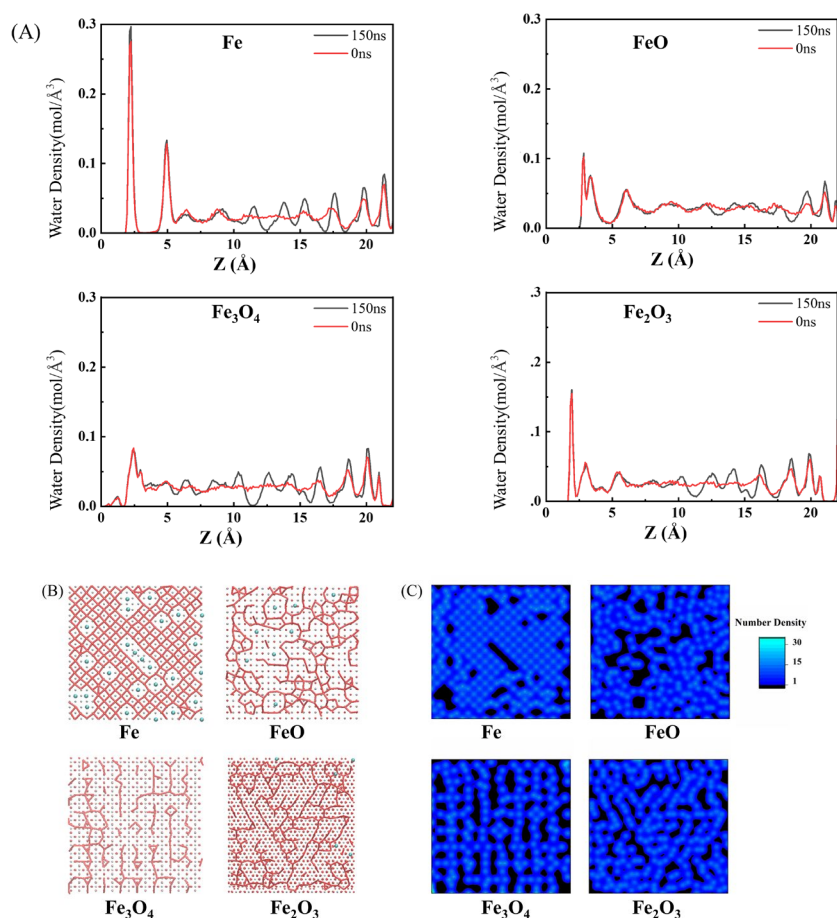 (A)
Fe
150ns
0ns
0.3
0.2
0.1
0.0
Water Density(mol/Å³)
0 5 10 15 20
Z (Å)
FeO
150ns
0ns
0.3
0.2
0.1
0.0
Water Density(mol/Å³)
0 5 10 15 20
Z (Å)
Fe₃O₄
150ns
0ns
0.3
0.2
0.1
0.0
Water Density(mol/Å³)
0 5 10 15 20
Z (Å)
Fe₂O₃
150ns
0ns
.3
.2
.1
.0
Water Density(mol/Å³)
0 5 10 15 20
Z (Å)
(B)
Fe
FeO
Fe₃O₄
Fe₂O₃
(C)
Fe
FeO
Number Density
30
15
1
Fe₃O₄
Fe₂O₃